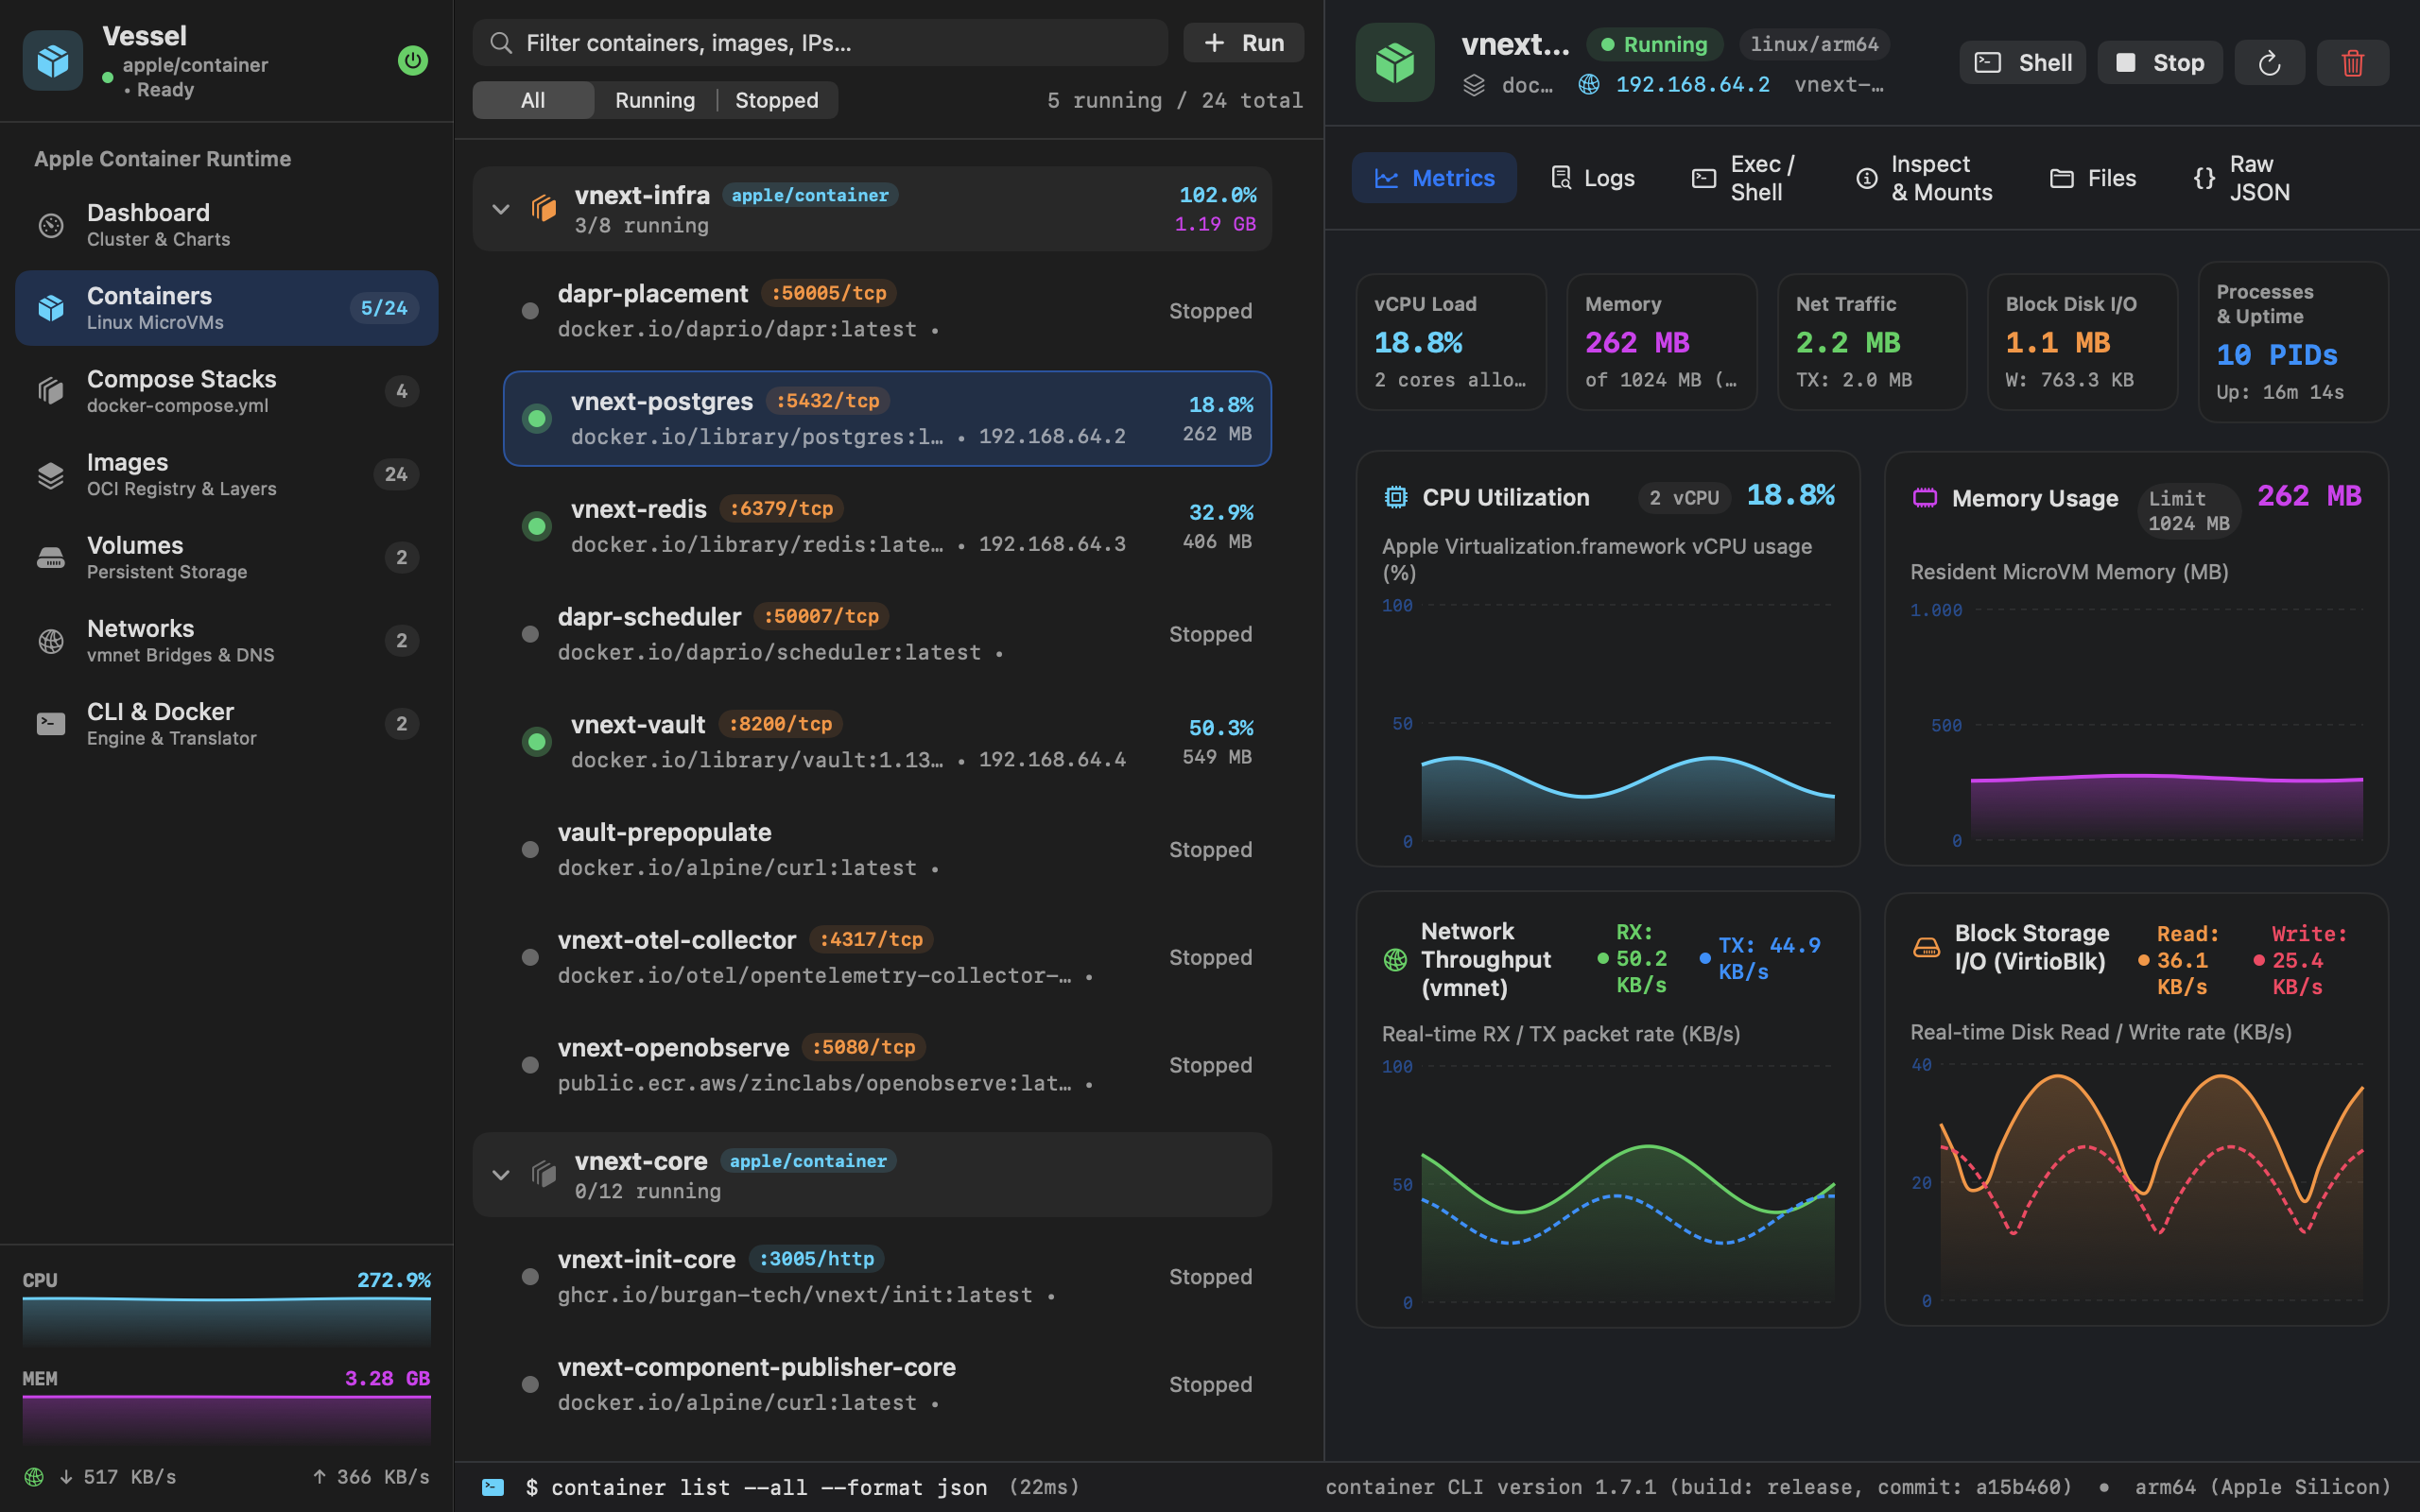 Vessel
apple/container
• Ready
Apple Container Runtime
Dashboard
Cluster & Charts
Containers
Linux MicroVMs
5/24
Compose Stacks
docker-compose.yml
4
Images
OCI Registry & Layers
24
Volumes
Persistent Storage
2
Networks
vmnet Bridges & DNS
2
CLI & Docker
Engine & Translator
2
CPU
272.9%
MEM
3.28 GB
↓ 517 KB/s
↑ 366 KB/s
Filter containers, images, IPs...
+ Run
All
Running
Stopped
5 running / 24 total
vnext-infra
apple/container
3/8 running
102.0%
1.19 GB
dapr-placement
:50005/tcp
docker.io/daprio/dapr:latest •
Stopped
vnext-postgres
:5432/tcp
docker.io/library/postgres:l… • 192.168.64.2
18.8%
262 MB
vnext-redis
:6379/tcp
docker.io/library/redis:late… • 192.168.64.3
32.9%
406 MB
dapr-scheduler
:50007/tcp
docker.io/daprio/scheduler:latest •
Stopped
vnext-vault
:8200/tcp
docker.io/library/vault:1.13… • 192.168.64.4
50.3%
549 MB
vault-prepopulate
docker.io/alpine/curl:latest •
Stopped
vnext-otel-collector
:4317/tcp
docker.io/otel/opentelemetry-collector-… •
Stopped
vnext-openobserve
:5080/tcp
public.ecr.aws/zinclabs/openobserve:lat… •
Stopped
vnext-core
apple/container
0/12 running
vnext-init-core
:3005/http
ghcr.io/burgan-tech/vnext/init:latest •
Stopped
vnext-component-publisher-core
docker.io/alpine/curl:latest •
Stopped
vnext…
Running
linux/arm64
doc…
192.168.64.2
vnext-…
Shell
Stop
Metrics
Logs
Exec /
Shell
Inspect
& Mounts
Files
{} Raw
JSON
vCPU Load
18.8%
2 cores allo…
Memory
262 MB
of 1024 MB (…
Net Traffic
2.2 MB
TX: 2.0 MB
Block Disk I/O
1.1 MB
W: 763.3 KB
Processes
& Uptime
10 PIDs
Up: 16m 14s
CPU Utilization
2 vCPU
18.8%
Apple Virtualization.framework vCPU usage
(%)
100
50
0
Memory Usage
Limit
1024 MB
262 MB
Resident MicroVM Memory (MB)
1.000
500
0
Network
Throughput
(vmnet)
RX:
50.2
KB/s
TX: 44.9
KB/s
Real-time RX / TX packet rate (KB/s)
100
50
0
Block Storage
I/O (VirtioBlk)
Read:
36.1
KB/s
Write:
25.4
KB/s
Real-time Disk Read / Write rate (KB/s)
40
20
0
$ container list --all --format json (22ms)
container CLI version 1.7.1 (build: release, commit: a15b460) • arm64 (Apple Silicon)